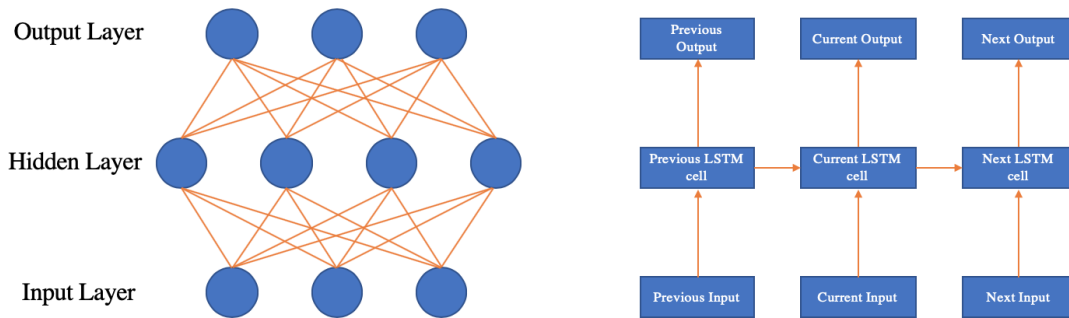 Output Layer
Hidden Layer
Input Layer
Previous
Output
Current Output
Next Output
Previous LSTM
cell
Current LSTM
cell
Next LSTM
cell
Previous Input
Current Input
Next Input